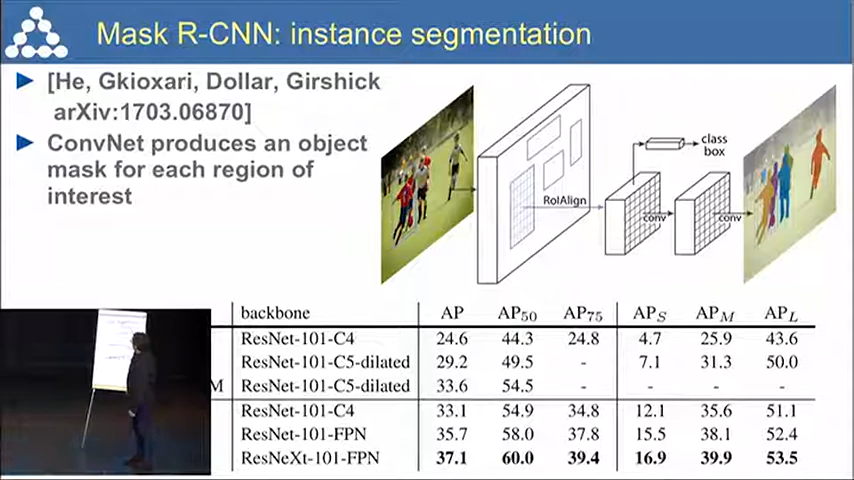 Mask R-CNN: instance segmentation
[He, Gkioxari, Dollar, Girshick
arXiv:1703.06870]
ConvNet produces an object
mask for each region of
interest
RoIAlign
class
box
conv
conv
backbone AP AP50 AP75 APS APM APL
ResNet-101-C4 24.6 44.3 24.8 4.7 25.9 43.6
ResNet-101-C5-dilated 29.2 49.5 - 7.1 31.3 50.0
M ResNet-101-C5-dilated 33.6 54.5 - - - -
ResNet-101-C4 33.1 54.9 34.8 12.1 35.6 51.1
ResNet-101-FPN 35.7 58.0 37.8 15.5 38.1 52.4
ResNeXt-101-FPN 37.1 60.0 39.4 16.9 39.9 53.5